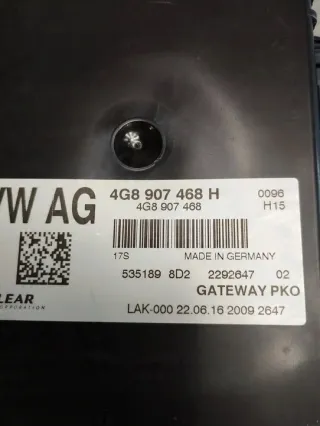 VW AG 4G8 907 468 H 0096
4G8 907 468 H15
17S MADE IN GERMANY
535189 8D2 2292647 02
GATEWAY PKO
LEAR
CORPORATION
LAK-000 22.06.16 2009 2647